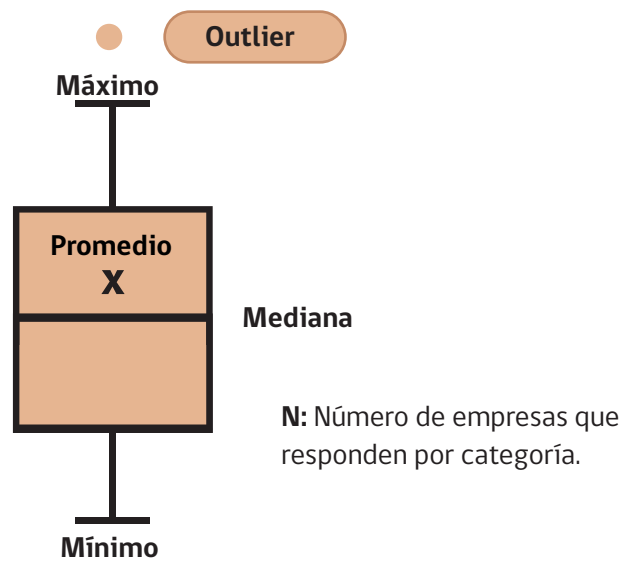 Outlier
Máximo
Promedio
X
Mediana
N: Número de empresas que
responden por categoría.
Mínimo